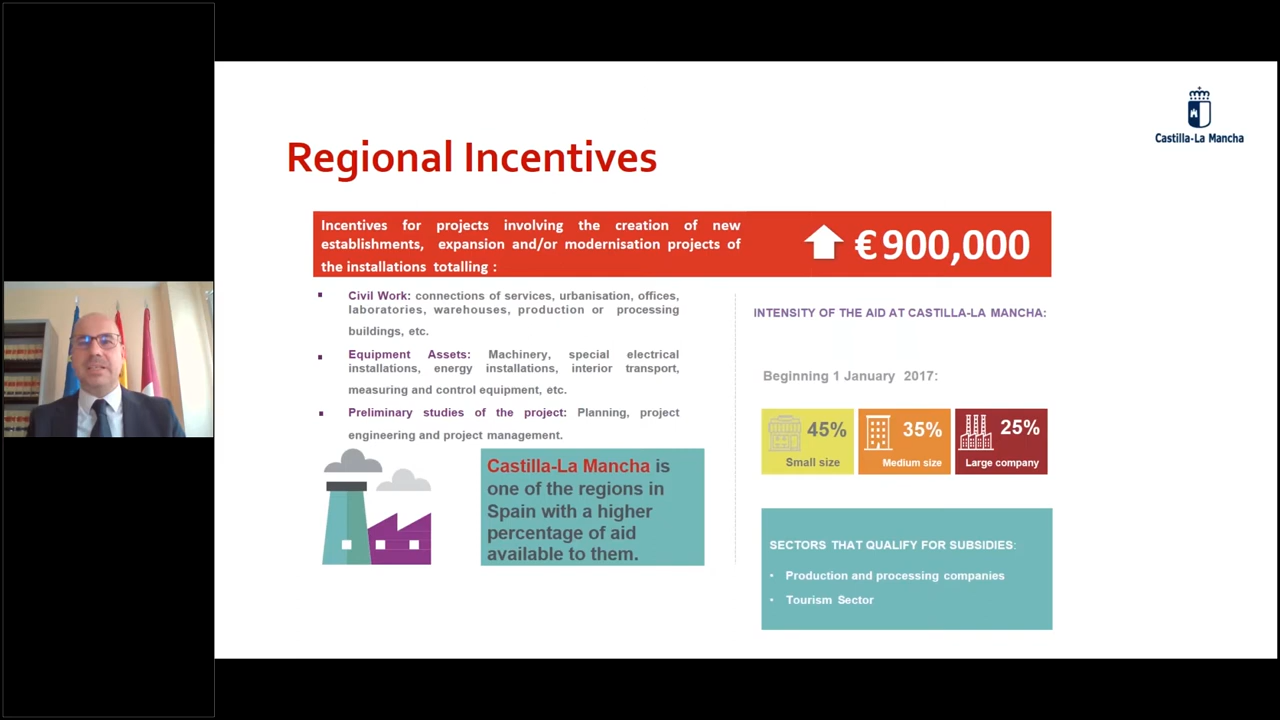 Castilla-La Mancha
Regional Incentives
Incentives for projects involving the creation of new
establishments, expansion and/or modernisation projects of
the installations totalling :
€ 900,000
Civil Work: connections of services, urbanisation, offices,
laboratories, warehouses, production or processing
buildings, etc.
Equipment Assets: Machinery, special electrical
installations, energy installations, interior transport,
measuring and control equipment, etc.
Preliminary studies of the project: Planning, project
engineering and project management.
Castilla-La Mancha is
one of the regions in
Spain with a higher
percentage of aid
available to them.
INTENSITY OF THE AID AT CASTILLA-LA MANCHA:
Beginning 1 January 2017:
45%
Small size
35%
Medium size
25%
Large company
SECTORS THAT QUALIFY FOR SUBSIDIES:
• Production and processing companies
• Tourism Sector